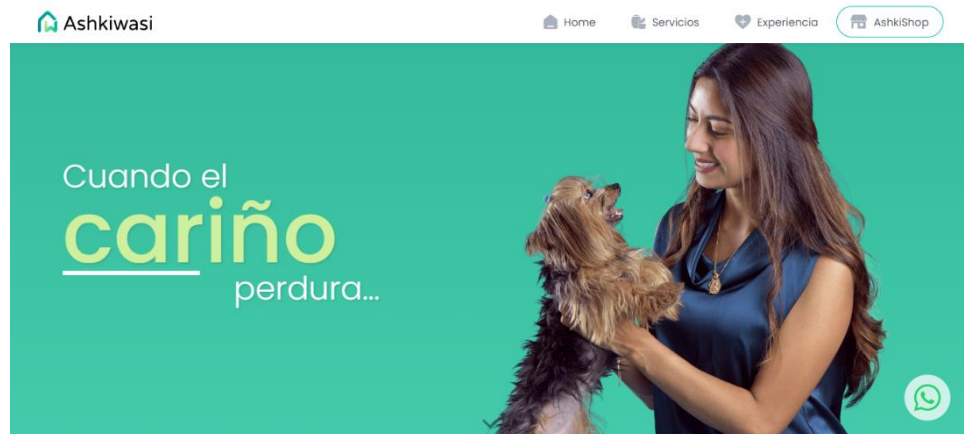 Ashkiwasi
Home
Servicios
Experiencia
AshkiShop
Cuando el
cariño
perdura...